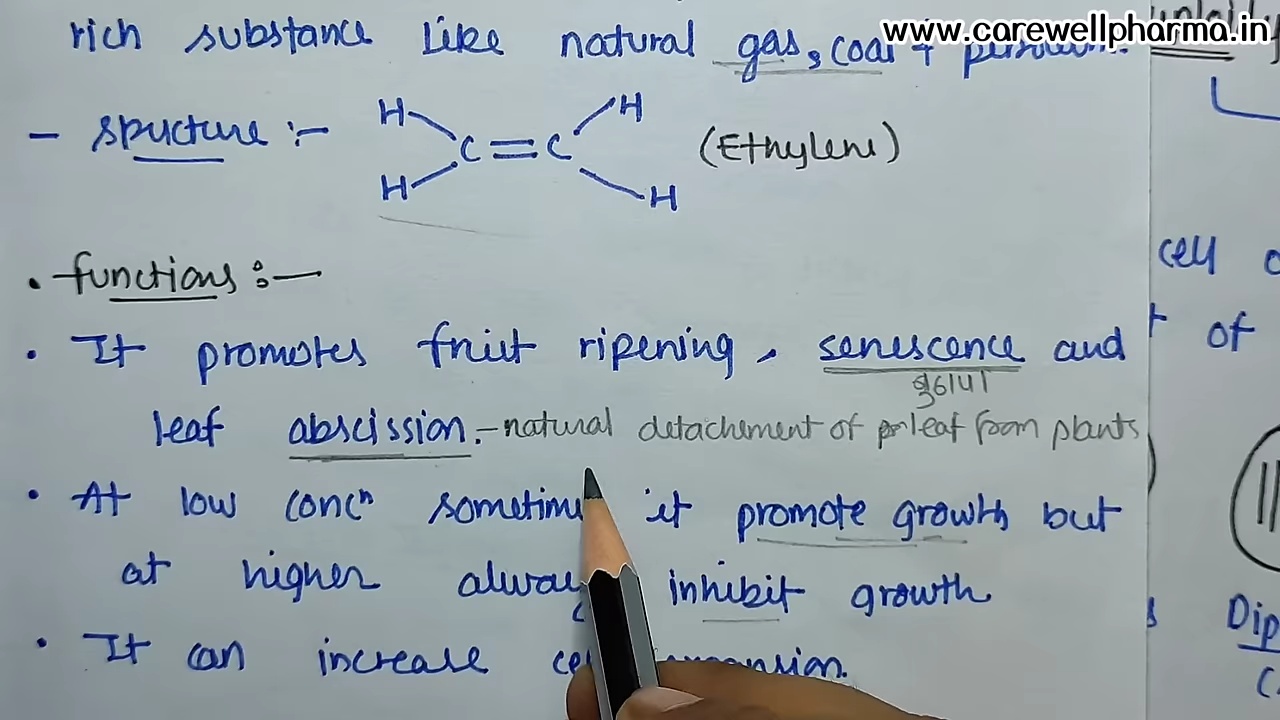 www.carewellpharma.in
rich substance like natural gas, coal +
- structure :-
H H
C = C (Ethylene)
H H
• functions :-
• It promotes fruit ripening, senescence and
leaf abscission. - natural detachement of leaf from plants
• At low concⁿ sometime it promote growth but
at higher always inhibit growth
• It can increase
cell
of
Dip